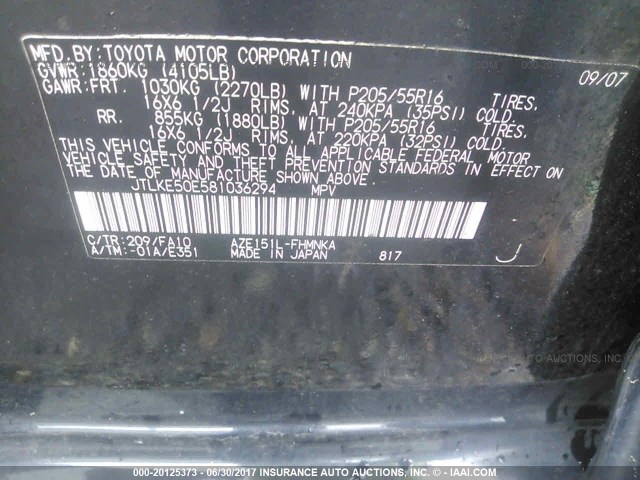 MFD.BY:TOYOTA MOTOR CORPORATION 09/07
GVWR:1860KG (4105LB)
GAWR:FRT. 1030KG (2270LB) WITH P205/55R16 TIRES,
16X6 1/2J RIMS, AT 240KPA (35PSI) COLD.
RR. 855KG (1880LB) WITH P205/55R16 TIRES,
16X6 1/2J RIMS, AT 220KPA (32PSI) COLD.
THIS VEHICLE CONFORMS TO ALL APPLICABLE FEDERAL MOTOR
VEHICLE SAFETY AND THEFT PREVENTION STANDARDS IN EFFECT ON
THE DATE OF MANUFACTURE SHOWN ABOVE.
JTLKE50E581036294 MPV
C/TR:209/FA10 AZE151L-FHMNKA
A/TM:-01A/E351 MADE IN JAPAN 817 J
000-20125373 - 06/30/2017 - INSURANCE AUTO AUCTIONS, INC. - © - IAAI.COM